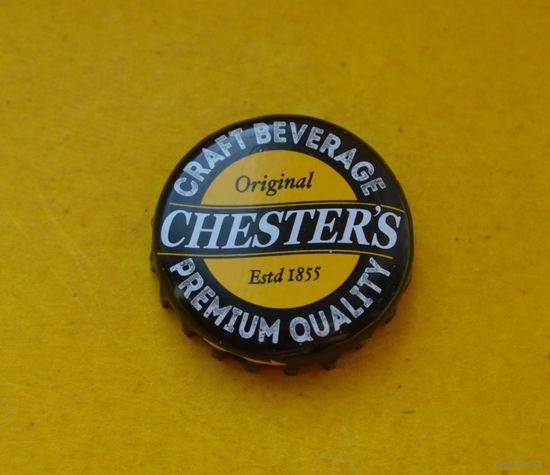 CRAFT BEVERAGE
Original
CHESTER'S
Estd 1855
PREMIUM QUALITY